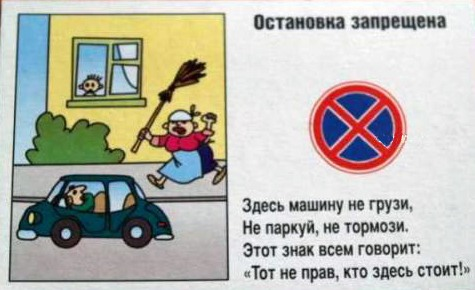 Остановка запрещена
Здесь машину не грузи,
Не паркуй, не тормози.
Этот знак всем говорит:
«Тот не прав, кто здесь стоит!»